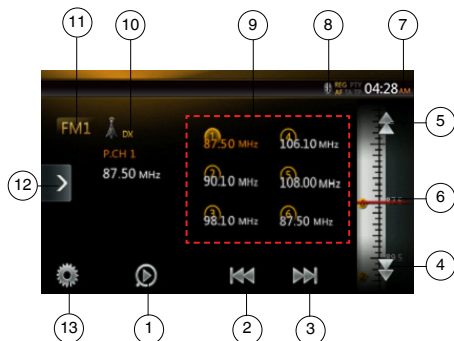 11
10
9
8
7
REG PTY
AF TA TP
04:28 AM
FM1
DX
P.CH 1
87.50 MHz
1
87.50 MHz
4
106.10 MHz
2
90.10 MHz
5
108.00 MHz
3
98.10 MHz
6
87.50 MHz
5
6
4
12
13
1
2
3